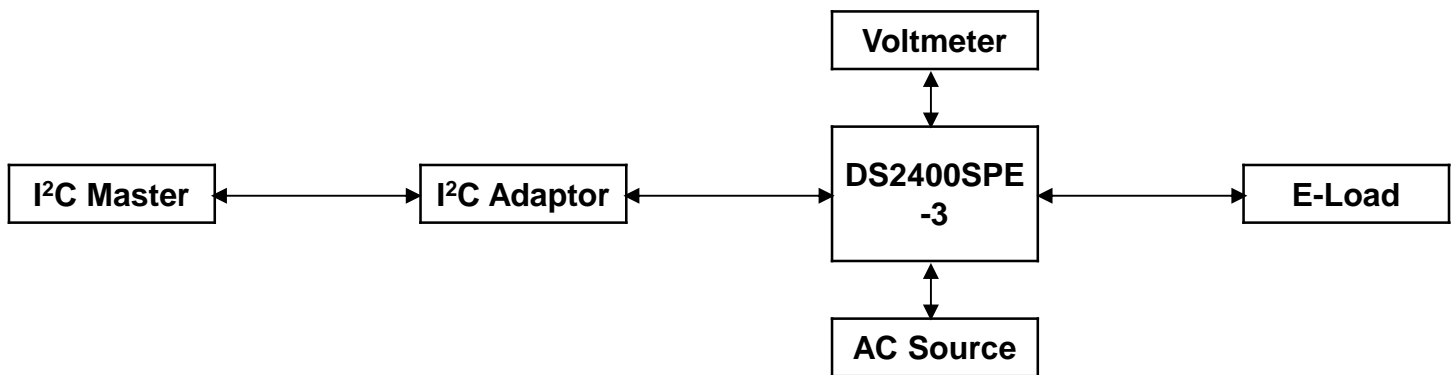 Voltmeter
I²C Master
I²C Adaptor
DS2400SPE
-3
E-Load
AC Source